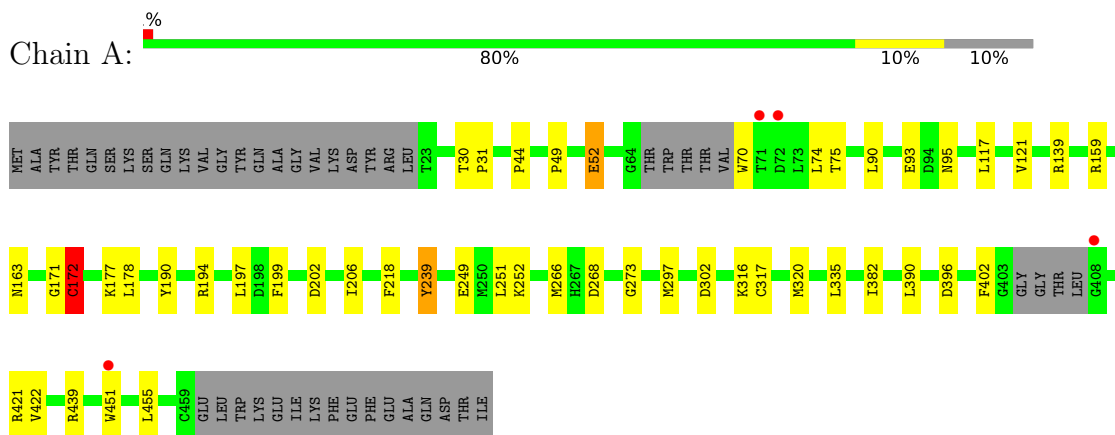 .%
Chain A:
80% 10% 10%
MET ALA TYR THR GLN SER LYS SER GLN LYS VAL GLY TYR GLN ALA GLY VAL LYS ASP TYR ARG LEU T23 T30 P31 P44 P49 E52 G64 THR TRP THR THR VAL W70 T71 D72 L73 L74 T75 L90 E93 D94 N95 L117 V121 R139 R159
N163 G171 C172 K177 L178 Y190 R194 L197 D198 F199 D202 I206 F218 Y239 E249 M250 L251 K252 M266 H267 D268 G273 M297 D302 K316 C317 M320 L335 I382 L390 D396 F402 G403 GLY GLY THR LEU G408
R421 V422 R439 W451 L455 C459 GLU LEU TRP LYS GLU ILE LYS PHE GLU PHE GLU ALA GLN ASP THR ILE